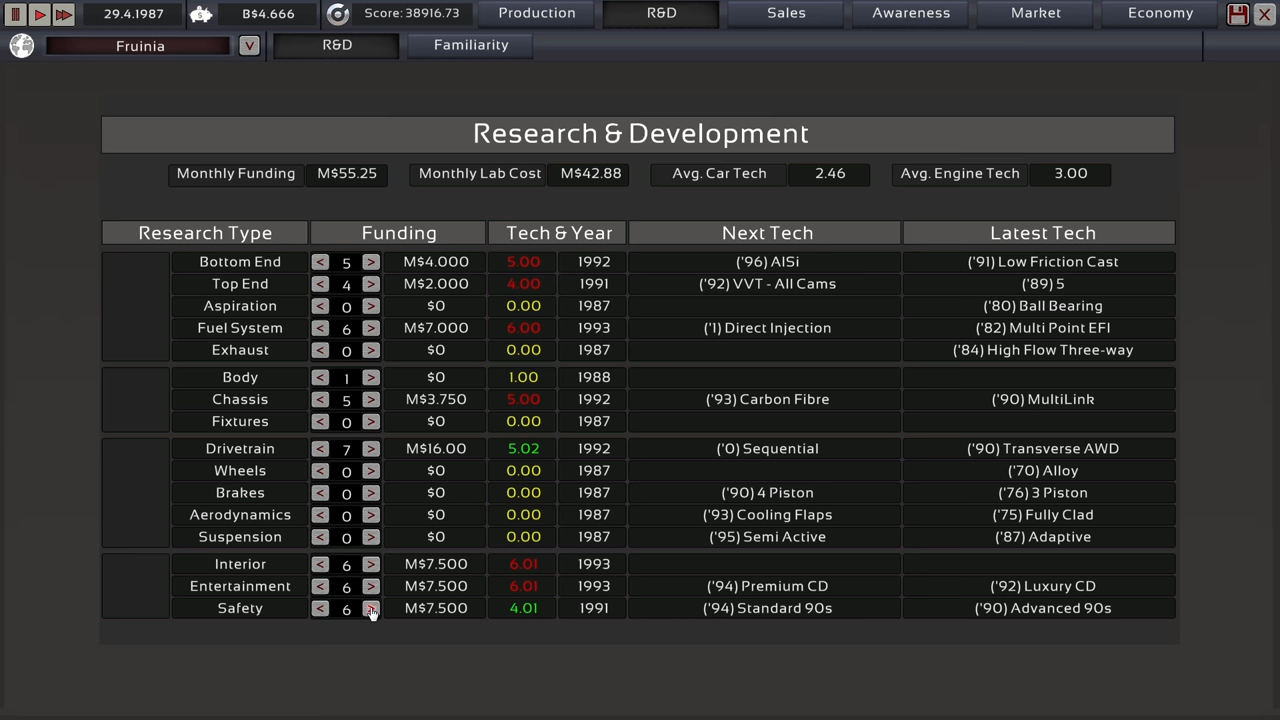 29.4.1987 B$4.666 Score: 38916.73 Production R&D Sales Awareness Market Economy
Fruinia V R&D Familiarity
Research & Development
Monthly Funding M$55.25 Monthly Lab Cost M$42.88 Avg. Car Tech 2.46 Avg. Engine Tech 3.00
Research Type Funding Tech & Year Next Tech Latest Tech
Bottom End < 5 > M$4.000 5.00 1992 ('96) AlSi ('91) Low Friction Cast
Top End < 4 > M$2.000 4.00 1991 ('92) VVT - All Cams ('89) 5
Aspiration < 0 > $0 0.00 1987 ('80) Ball Bearing
Fuel System < 6 > M$7.000 6.00 1993 ('1) Direct Injection ('82) Multi Point EFI
Exhaust < 0 > $0 0.00 1987 ('84) High Flow Three-way
Body < 1 > $0 1.00 1988
Chassis < 5 > M$3.750 5.00 1992 ('93) Carbon Fibre ('90) MultiLink
Fixtures < 0 > $0 0.00 1987
Drivetrain < 7 > M$16.00 5.02 1992 ('0) Sequential ('90) Transverse AWD
Wheels < 0 > $0 0.00 1987 ('70) Alloy
Brakes < 0 > $0 0.00 1987 ('90) 4 Piston ('76) 3 Piston
Aerodynamics < 0 > $0 0.00 1987 ('93) Cooling Flaps ('75) Fully Clad
Suspension < 0 > $0 0.00 1987 ('95) Semi Active ('87) Adaptive
Interior < 6 > M$7.500 6.01 1993
Entertainment < 6 > M$7.500 6.01 1993 ('94) Premium CD ('92) Luxury CD
Safety < 6 > M$7.500 4.01 1991 ('94) Standard 90s ('90) Advanced 90s